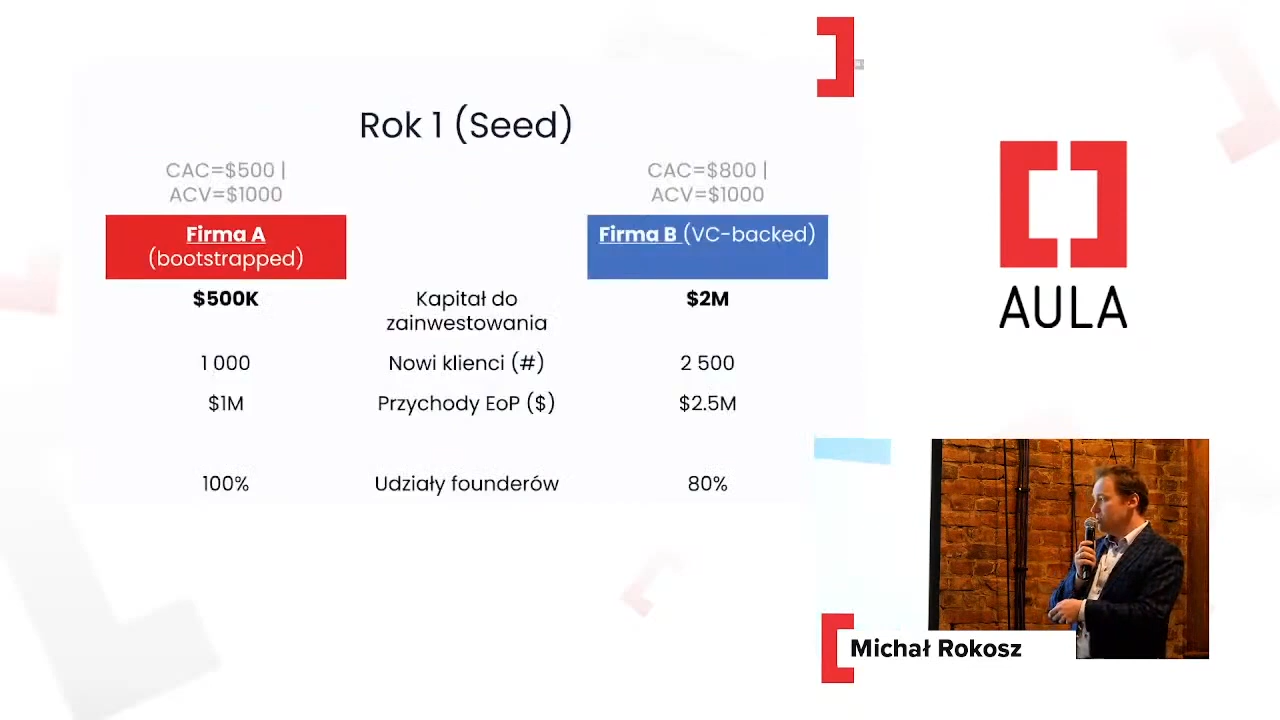 Rok 1 (Seed)
CAC=$500 |
ACV=$1000
CAC=$800 |
ACV=$1000
Firma A
(bootstrapped)
Firma B (VC-backed)
$500K
Kapitał do
zainwestowania
$2M
1 000
Nowi klienci (#)
2 500
$1M
Przychody EoP ($)
$2.5M
100%
Udziały founderów
80%
AULA
Michał Rokosz